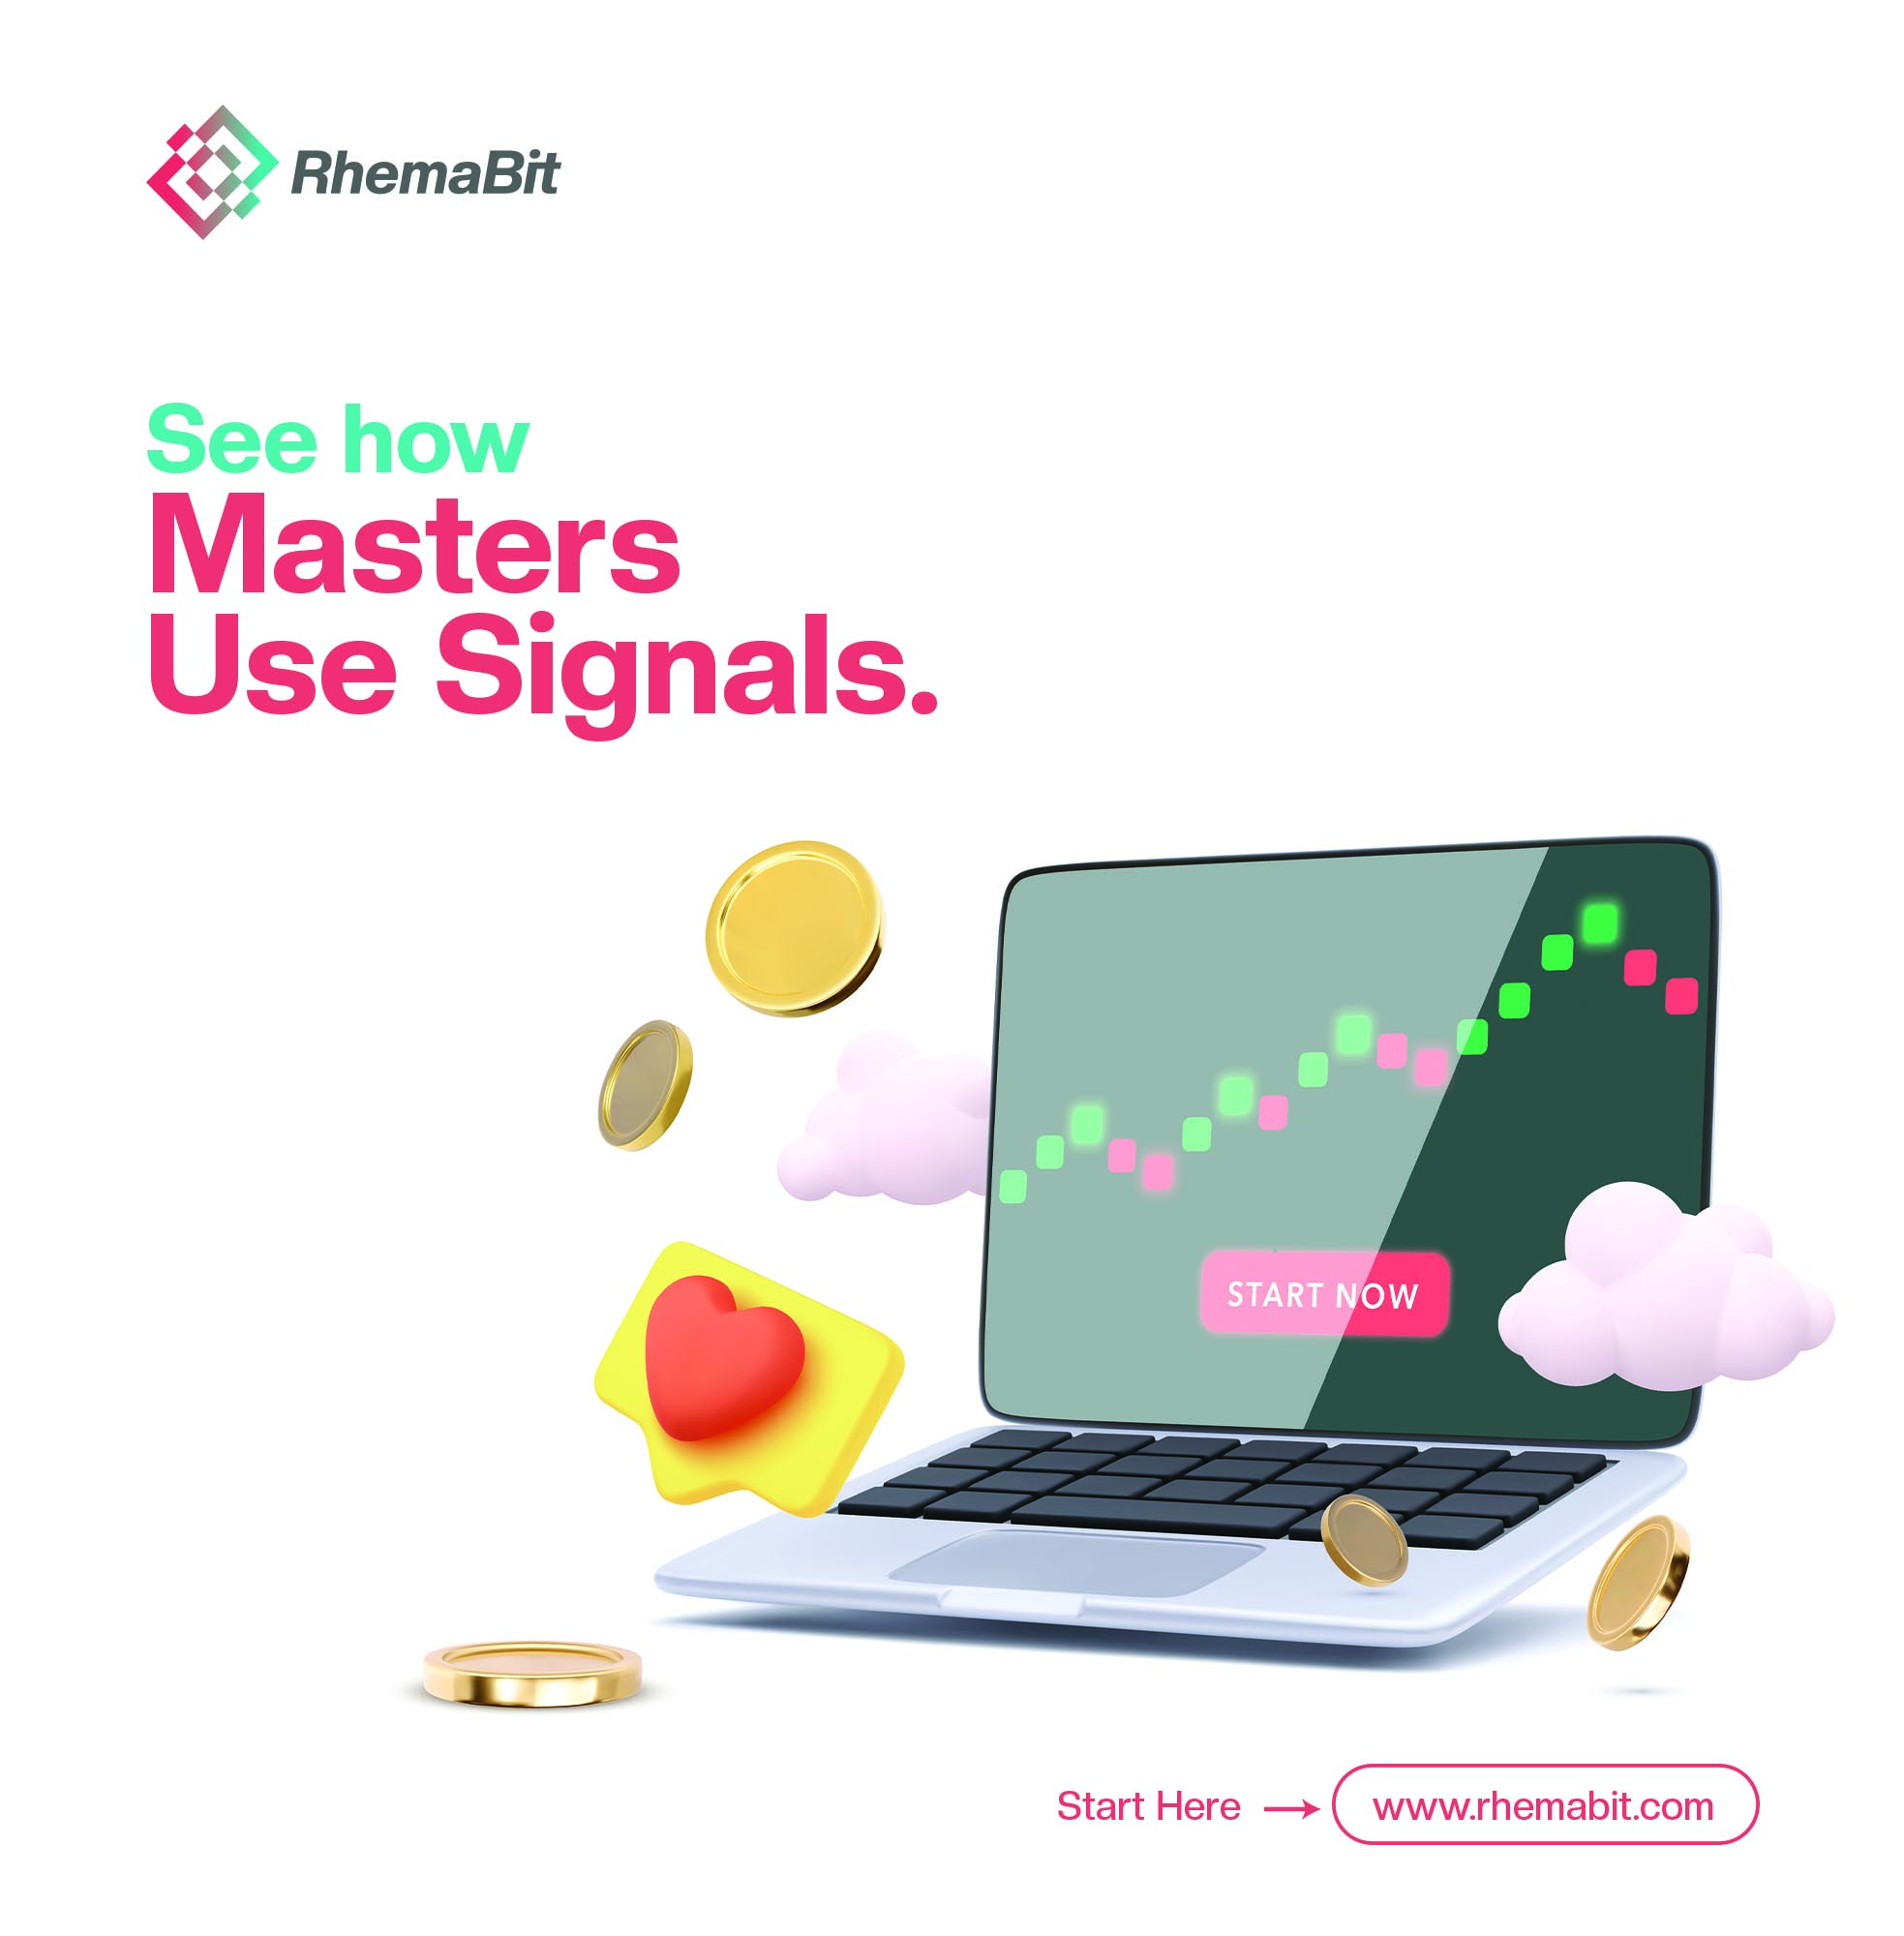 RhemaBit
See how
Masters
Use Signals.
START NOW
Start Here
www.rhemabit.com